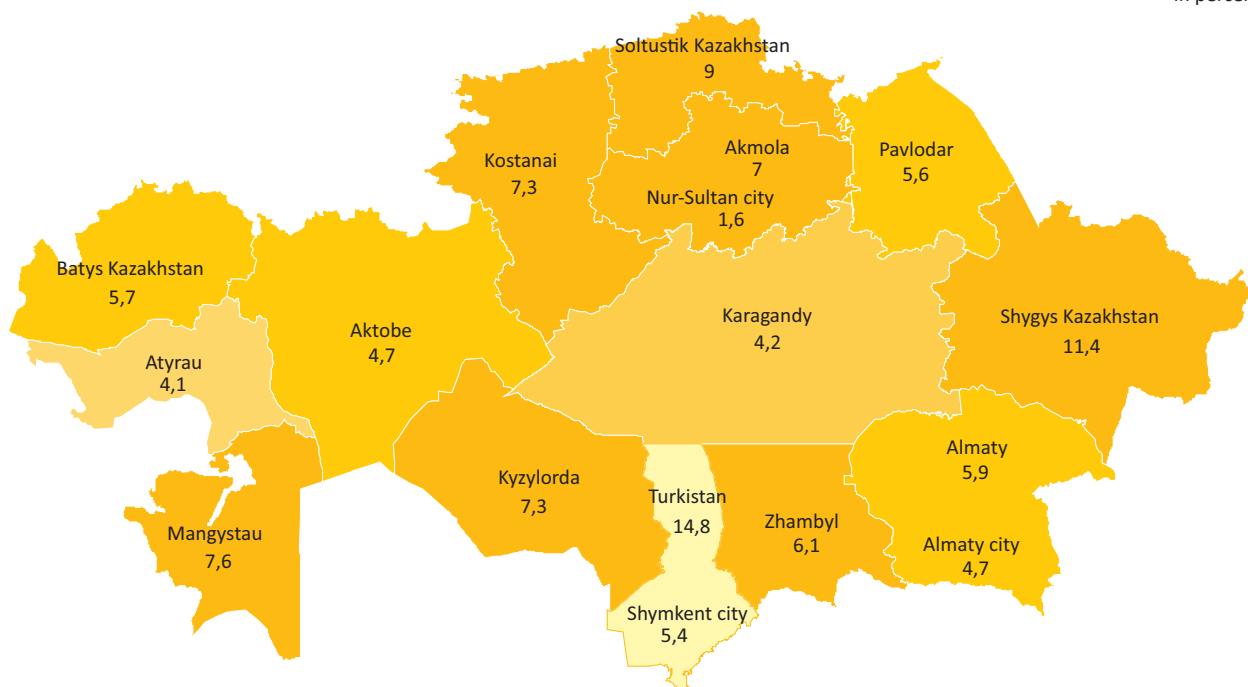 Soltustik Kazakhstan
9
Kostanai
7,3
Akmola
7
Nur-Sultan city
1,6
Pavlodar
5,6
Batys Kazakhstan
5,7
Aktobe
4,7
Karagandy
4,2
Shygys Kazakhstan
11,4
Atyrau
4,1
Mangystau
7,6
Kyzylorda
7,3
Turkistan
14,8
Zhambyl
6,1
Almaty
5,9
Almaty city
4,7
Shymkent city
5,4